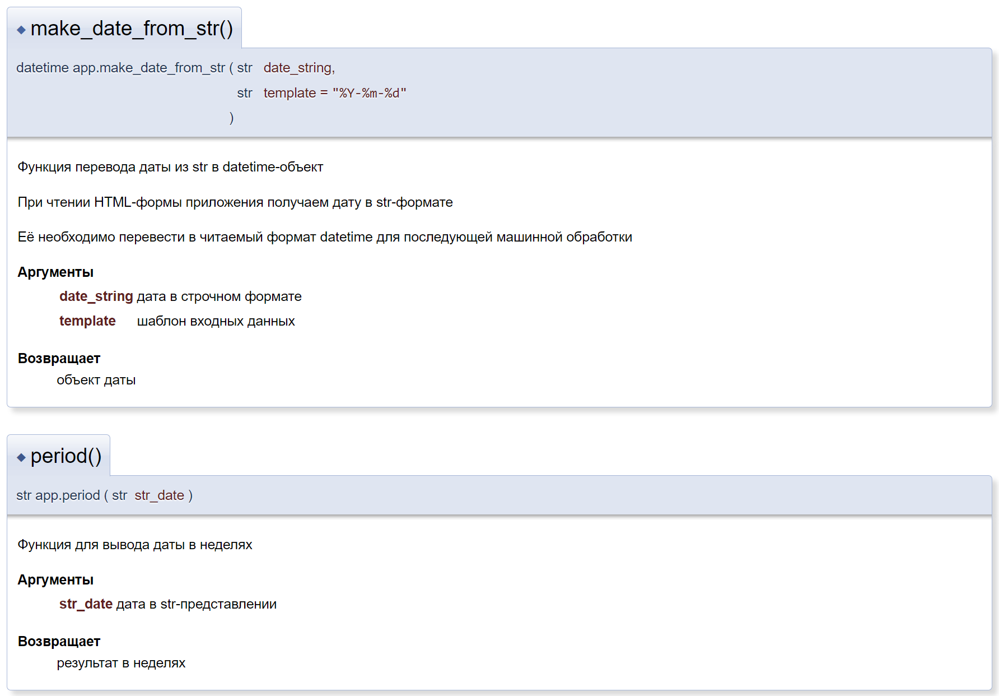 ◆ make_date_from_str()
datetime app.make_date_from_str ( str date_string,
str template = "%Y-%m-%d"
)
Функция перевода даты из str в datetime-объект
При чтении HTML-формы приложения получаем дату в str-формате
Её необходимо перевести в читаемый формат datetime для последующей машинной обработки
Аргументы
date_string дата в строчном формате
template шаблон входных данных
Возвращает
объект даты
◆ period()
str app.period ( str str_date )
Функция для вывода даты в неделях
Аргументы
str_date дата в str-представлении
Возвращает
результат в неделях